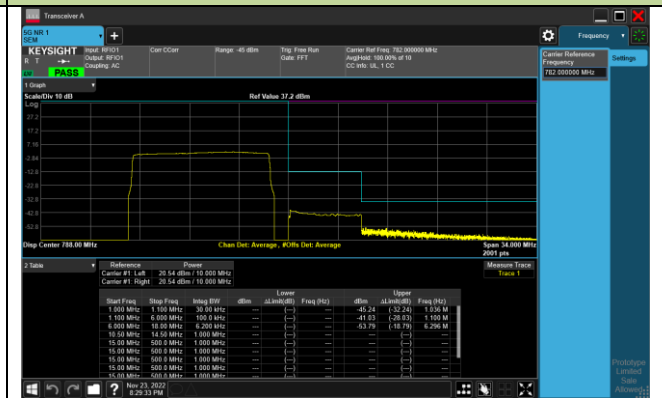 Transceiver A
5G NR 1
SEM
+
Frequency
KEYSIGHT
R T
PASS
Input: RFIO1
Output: RFIO1
Coupling: AC
Corr CCorr
Range: -45 dBm
Trig: Free Run
Gate: FFT
Carrier Ref Freq: 782.000000 MHz
Avg|Hold: 100.00% of 10
CC Info: UL, 1 CC
Carrier Reference
Frequency
782.000000 MHz
Settings
1 Graph
Scale/Div 10 dB
Ref Value 37.2 dBm
Log
27.2
17.2
7.16
-2.84
-12.8
-22.8
-32.8
-42.8
-52.8
Disp Center 788.00 MHz
Chan Det: Average, #Offs Det: Average
Span 34.000 MHz
2001 pts
2 Table
Measure Trace
Trace 1
Reference Power
Carrier #1: Left 20.54 dBm / 10.000 MHz
Carrier #1: Right 20.54 dBm / 10.000 MHz
Lower Upper
Start Freq Stop Freq Integ BW dBm ΔLimit(dB) Freq (Hz) dBm ΔLimit(dB) Freq (Hz)
1.000 MHz 1.100 MHz 30.00 kHz --- (---) --- -45.24 (-32.24) 1.036 M
1.100 MHz 6.000 MHz 100.0 kHz --- (---) --- -41.03 (-28.03) 1.100 M
6.000 MHz 18.00 MHz 6.200 kHz --- (---) --- -53.79 (-18.79) 6.296 M
10.50 MHz 14.50 MHz 1.000 MHz --- (---) --- --- (---) ---
15.00 MHz 500.0 MHz 1.000 MHz --- (---) --- --- (---) ---
15.00 MHz 500.0 MHz 1.000 MHz --- (---) --- --- (---) ---
15.00 MHz 500.0 MHz 1.000 MHz --- (---) --- --- (---) ---
15.00 MHz 500.0 MHz 1.000 MHz --- (---) --- --- (---) ---
15.00 MHz 500.0 MHz 1.000 MHz --- (---) --- --- (---) ---
Nov 23, 2022
8:29:33 PM
Prototype
Limited
Sale
Allowed